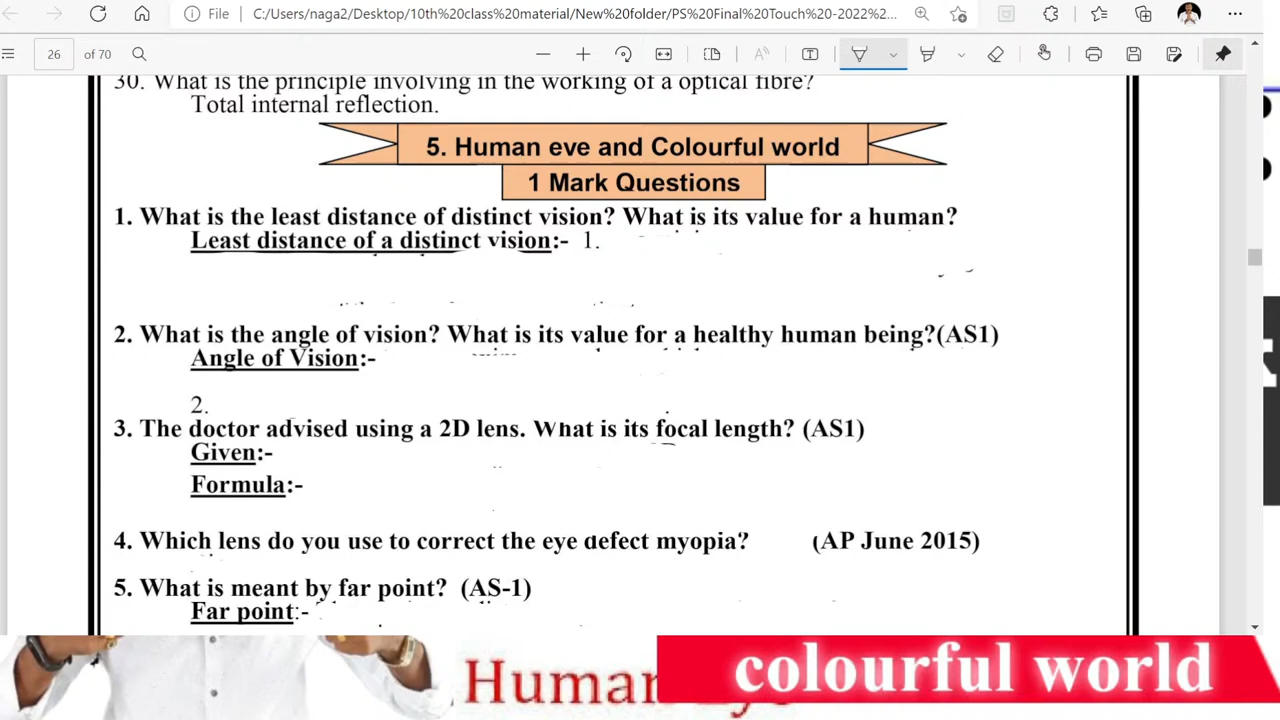 File C:/Users/naga2/Desktop/10th%20class%20material/New%20folder/PS%20Final%20Touch%20-2022%2...
26 of 70
30. What is the principle involving in the working of a optical fibre?
Total internal reflection.
5. Human eye and Colourful world
1 Mark Questions
1. What is the least distance of distinct vision? What is its value for a human?
Least distance of a distinct vision:- 1.
2. What is the angle of vision? What is its value for a healthy human being?(AS1)
Angle of Vision:-
2.
3. The doctor advised using a 2D lens. What is its focal length? (AS1)
Given:-
Formula:-
4. Which lens do you use to correct the eye defect myopia? (AP June 2015)
5. What is meant by far point? (AS-1)
Far point:-
Human
colourful world